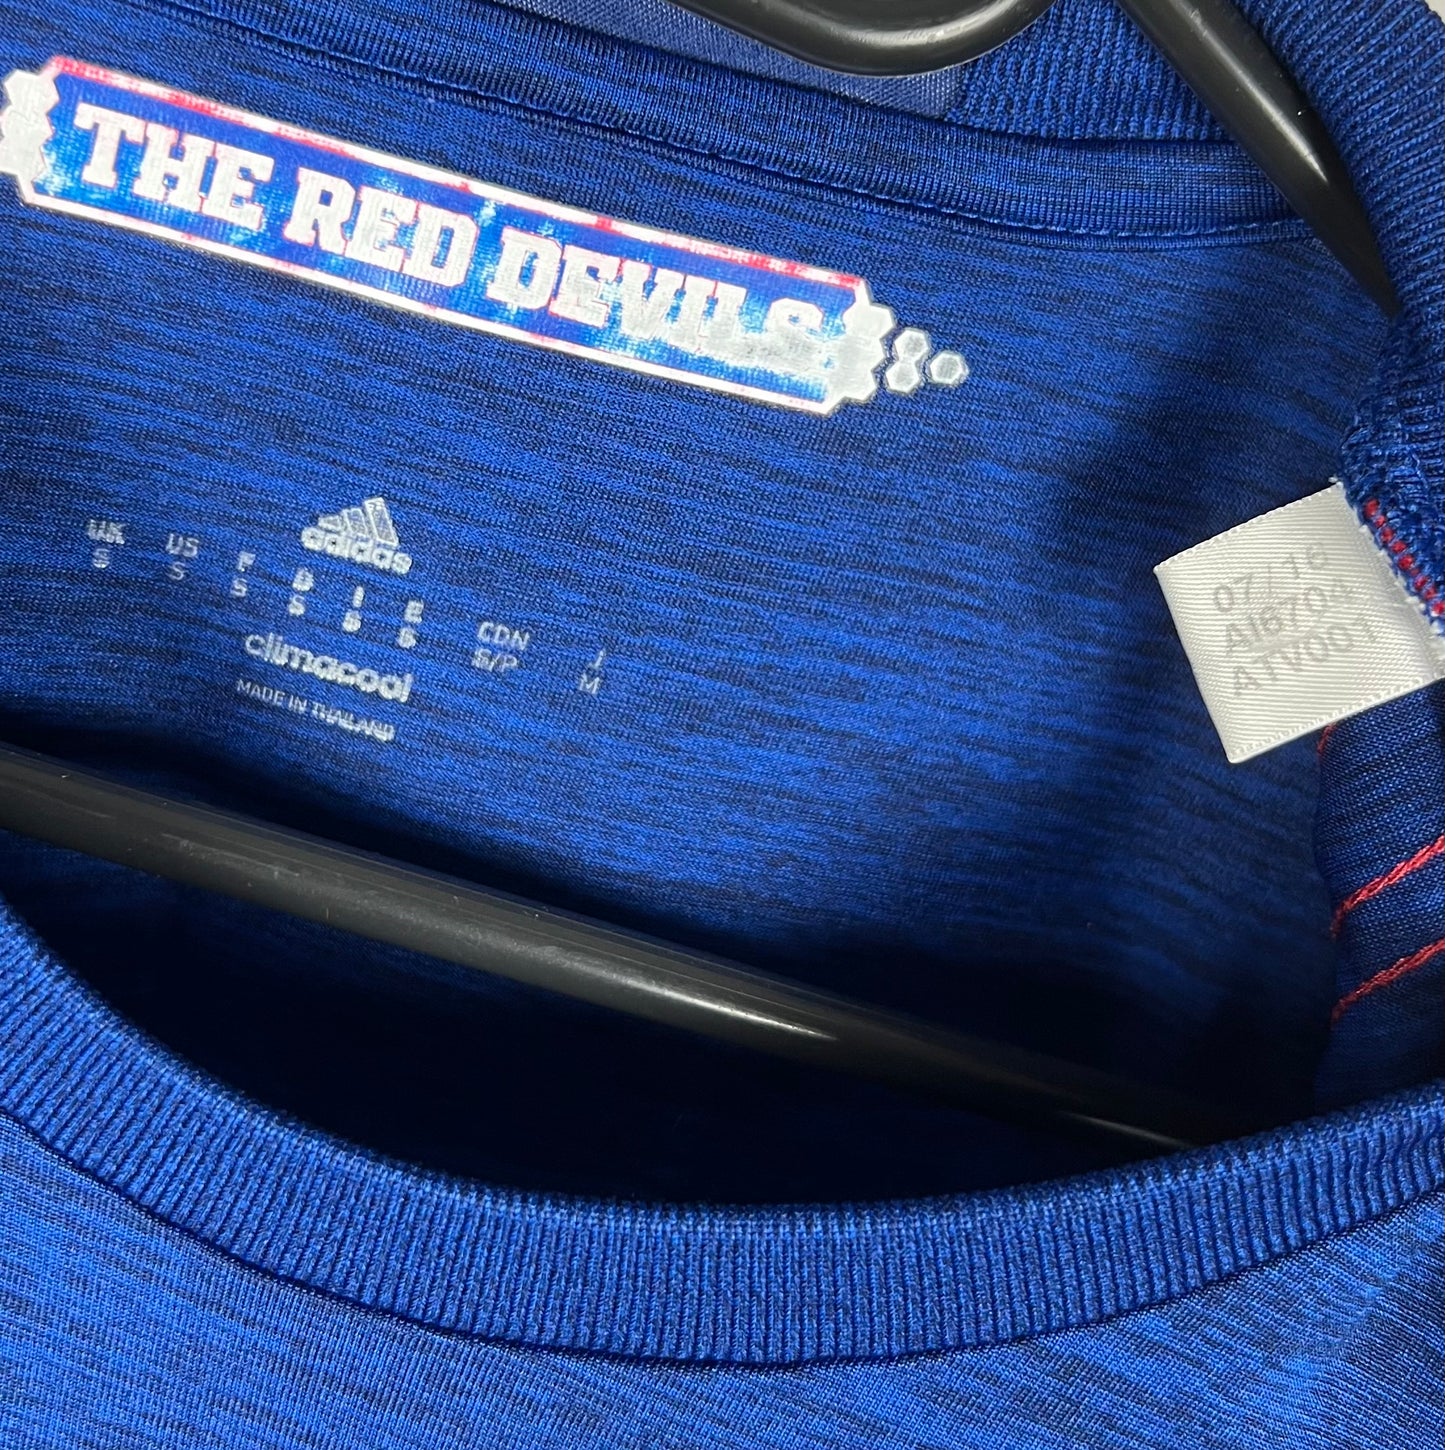 THE RED DEVILS
adidas
UK US F D I E CDN J
S S S S S S S/P M
climacool
MADE IN THAILAND
07/16
AI6704
ATV001